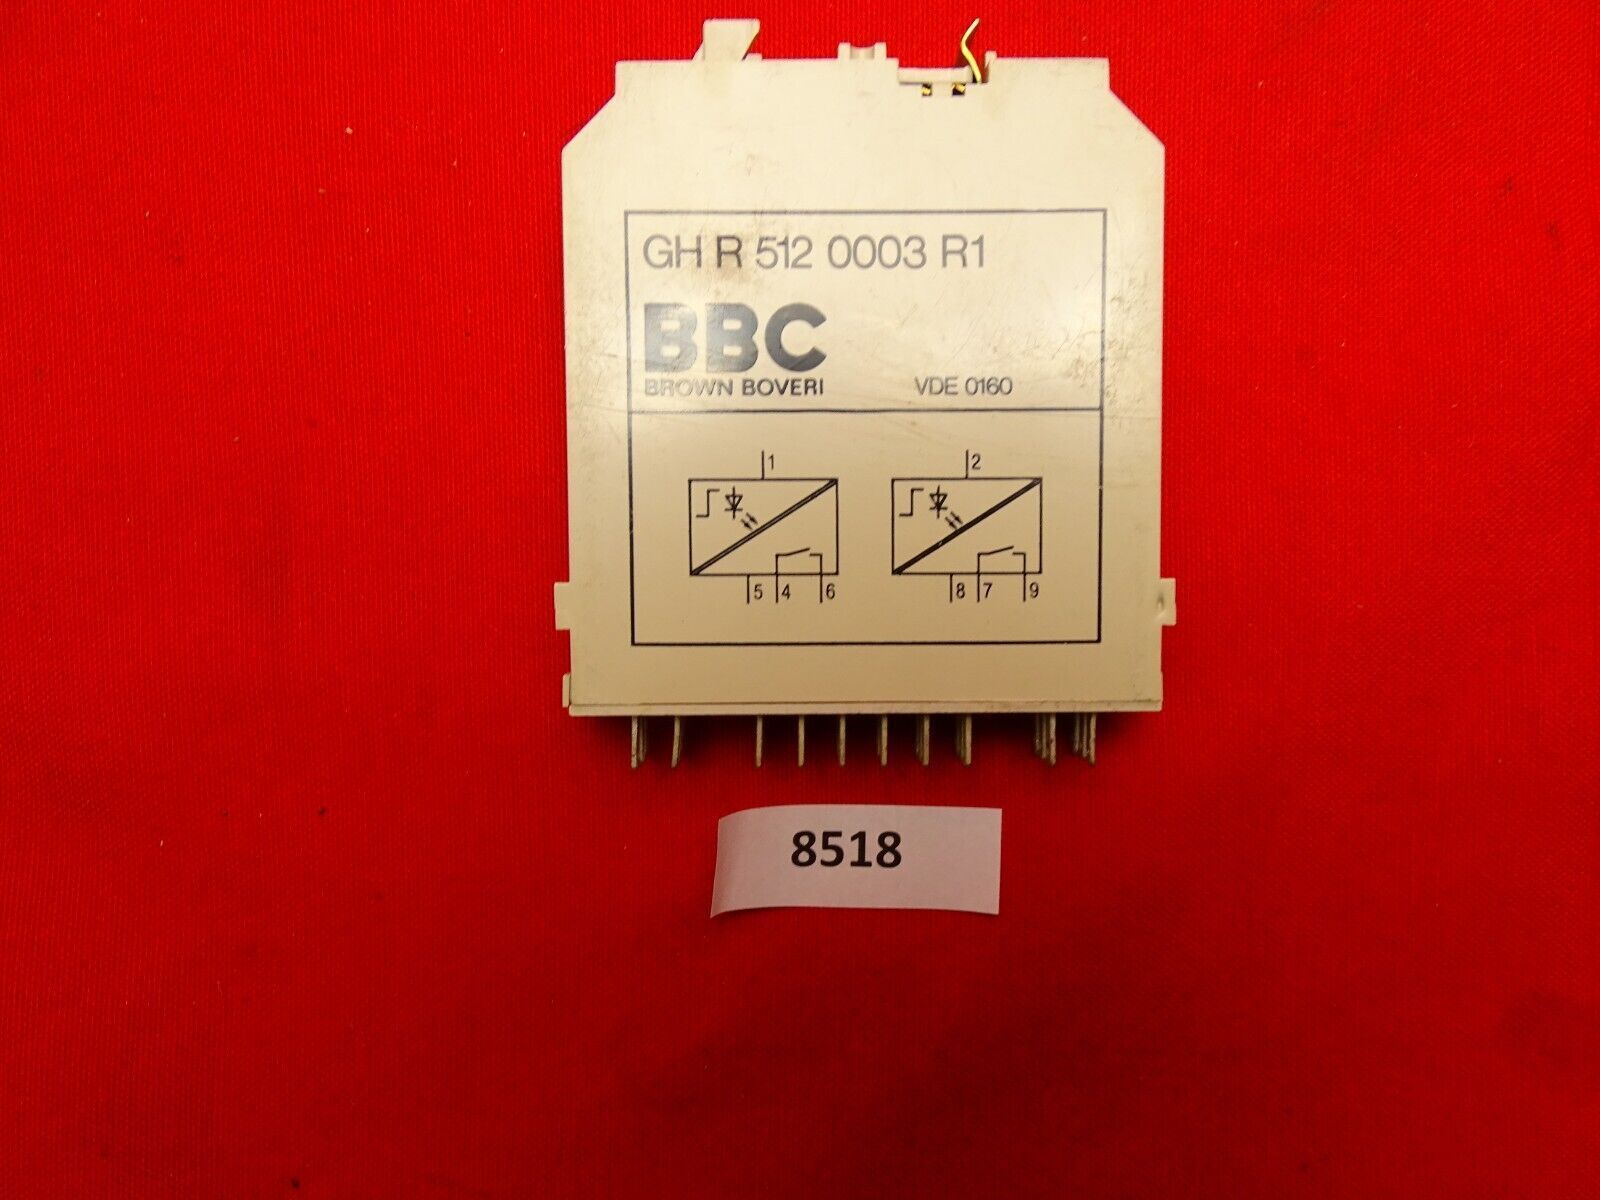 GH R 512 0003 R1
BBC
BROWN BOVERI VDE 0160
1 2
5 4 6 8 7 9
8518